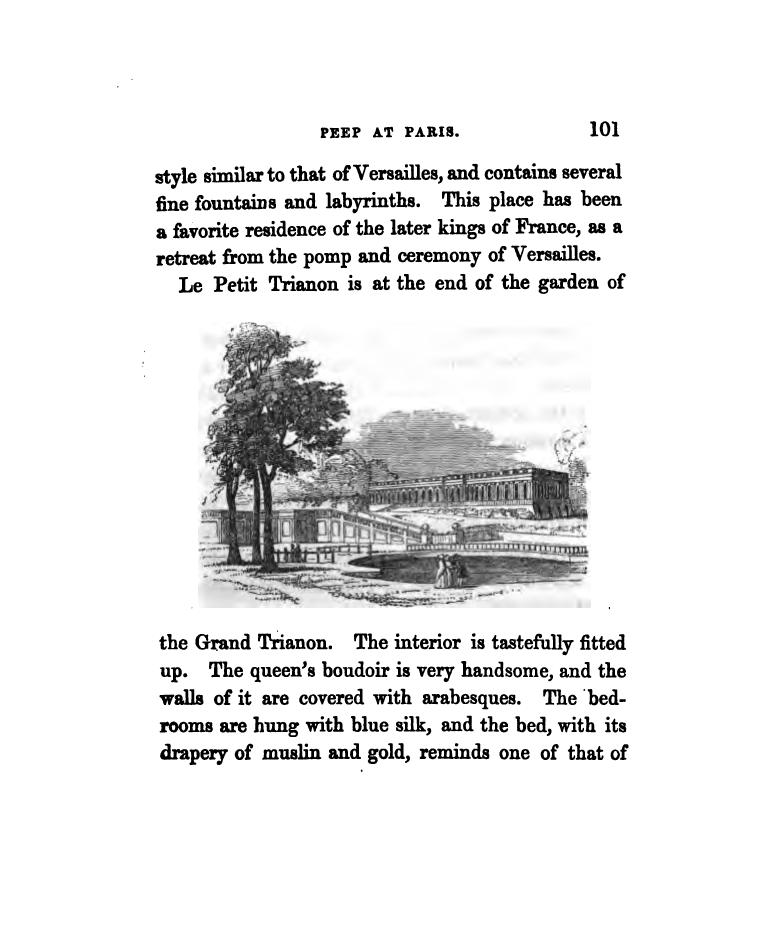 PEEP AT PARIS. 101
style similar to that of Versailles, and contains several
fine fountains and labyrinths. This place has been
a favorite residence of the later kings of France, as a
retreat from the pomp and ceremony of Versailles.
Le Petit Trianon is at the end of the garden of
the Grand Trianon. The interior is tastefully fitted
up. The queen's boudoir is very handsome, and the
walls of it are covered with arabesques. The bed-
rooms are hung with blue silk, and the bed, with its
drapery of muslin and gold, reminds one of that of